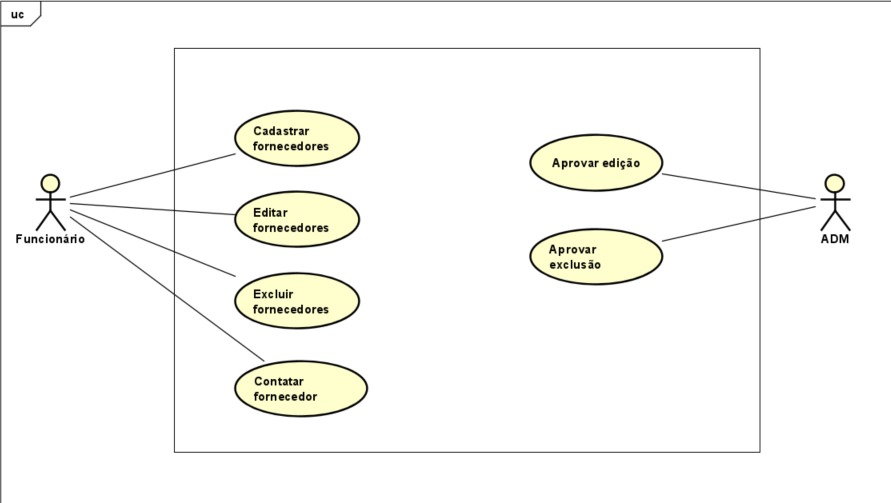 uc
Cadastrar
fornecedores
Editar
fornecedores
Excluir
fornecedores
Contatar
fornecedor
Funcionário
Aprovar edição
Aprovar
exclusão
ADM